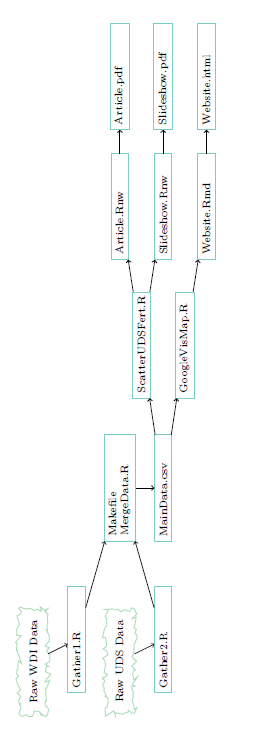 Raw WDI Data
Gather1.R
Raw UDS Data
Gather2.R
Makefile
MergeData.R
MainData.csv
ScatterUDSFert.R
GoogleVisMap.R
Article.Rnw
Slideshow.Rnw
Website.Rmd
Article.pdf
Slideshow.pdf
Website.html